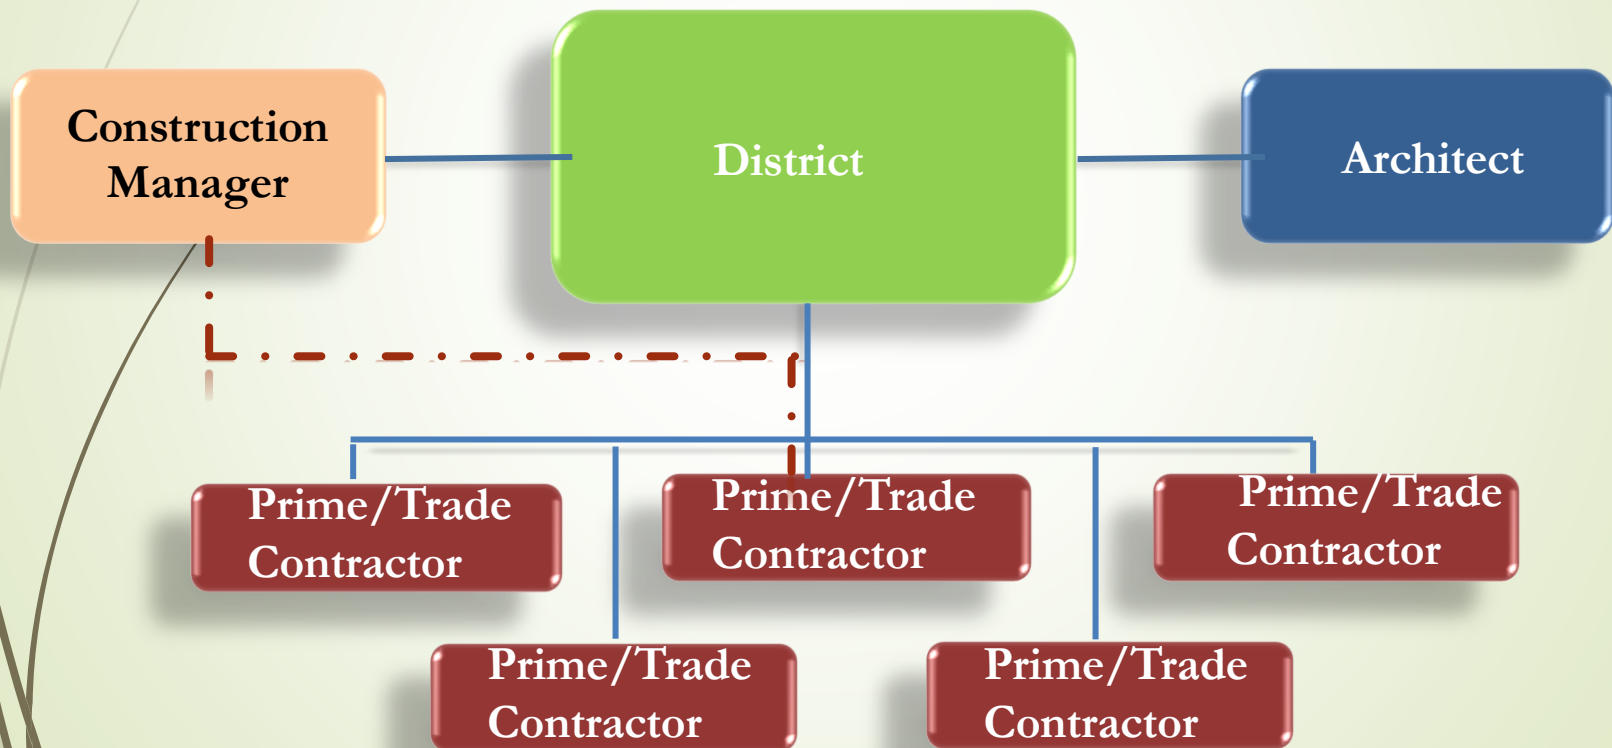 Construction
Manager
District
Architect
Prime/Trade
Contractor
Prime/Trade
Contractor
Prime/Trade
Contractor
Prime/Trade
Contractor
Prime/Trade
Contractor